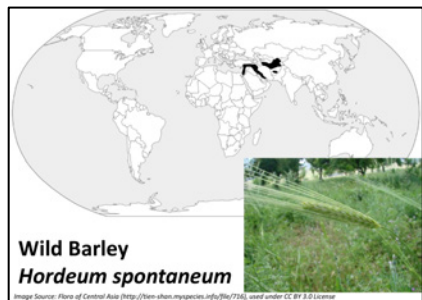 Wild Barley
Hordeum spontaneum
Image Source: Flora of Central Asia (http://tien-shan.myspecies.info/file/716), used under CC BY 3.0 License